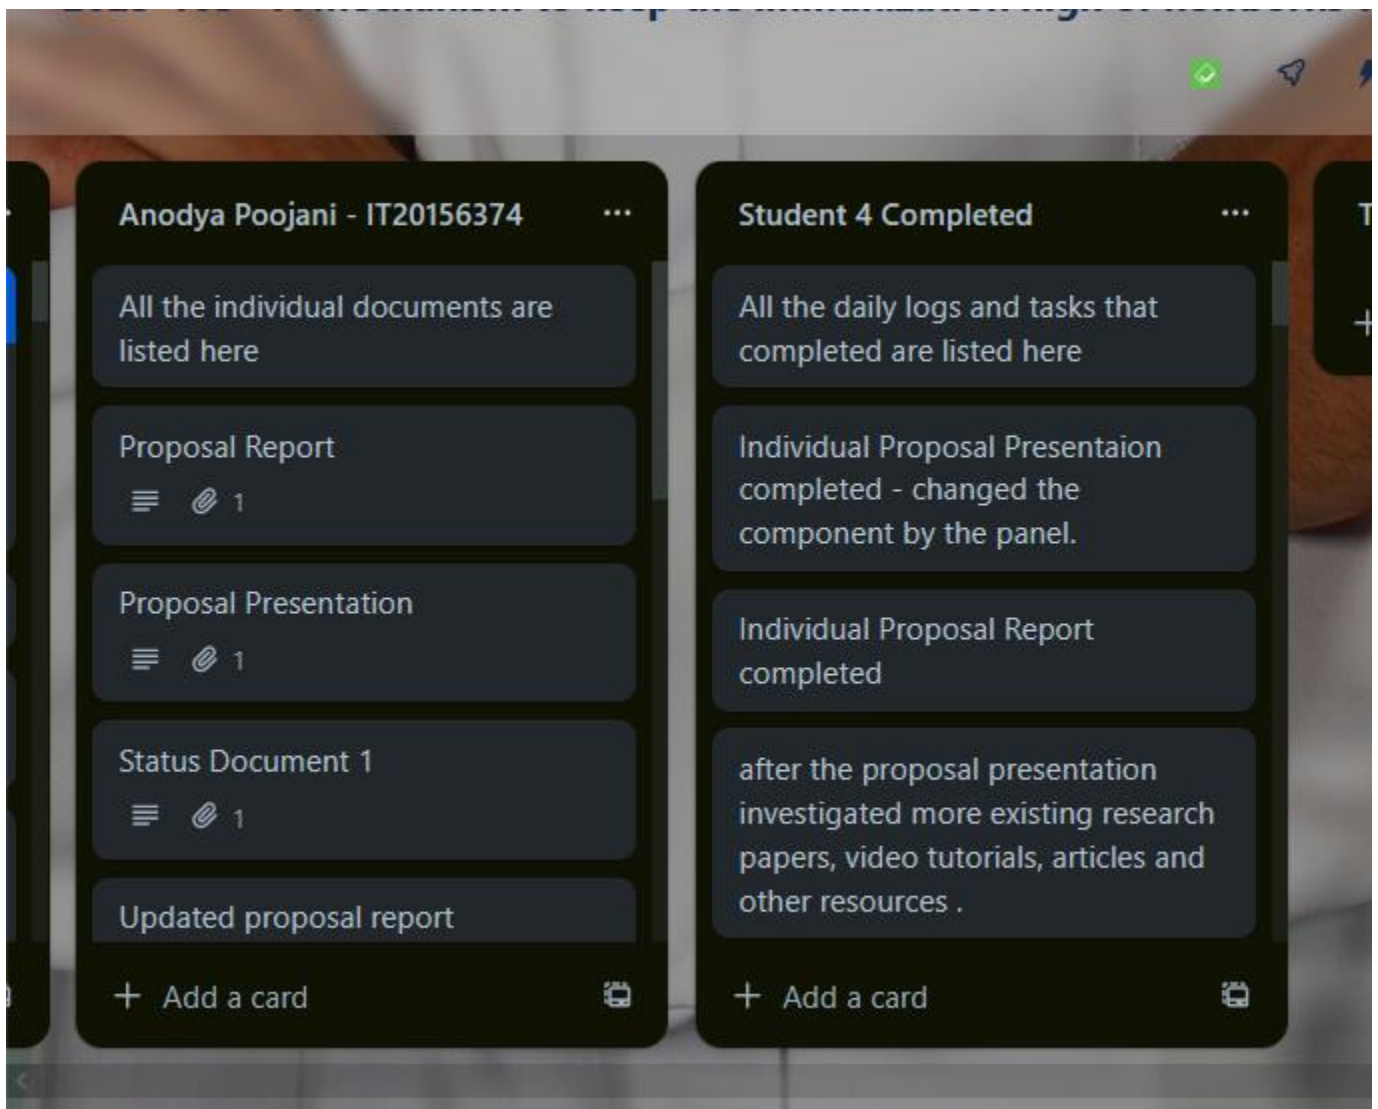 Anodya Poojani - IT20156374
All the individual documents are
listed here
Proposal Report
1
Proposal Presentation
1
Status Document 1
1
Updated proposal report
+ Add a card
Student 4 Completed
All the daily logs and tasks that
completed are listed here
Individual Proposal Presentaion
completed - changed the
component by the panel.
Individual Proposal Report
completed
after the proposal presentation
investigated more existing research
papers, video tutorials, articles and
other resources .
+ Add a card
T